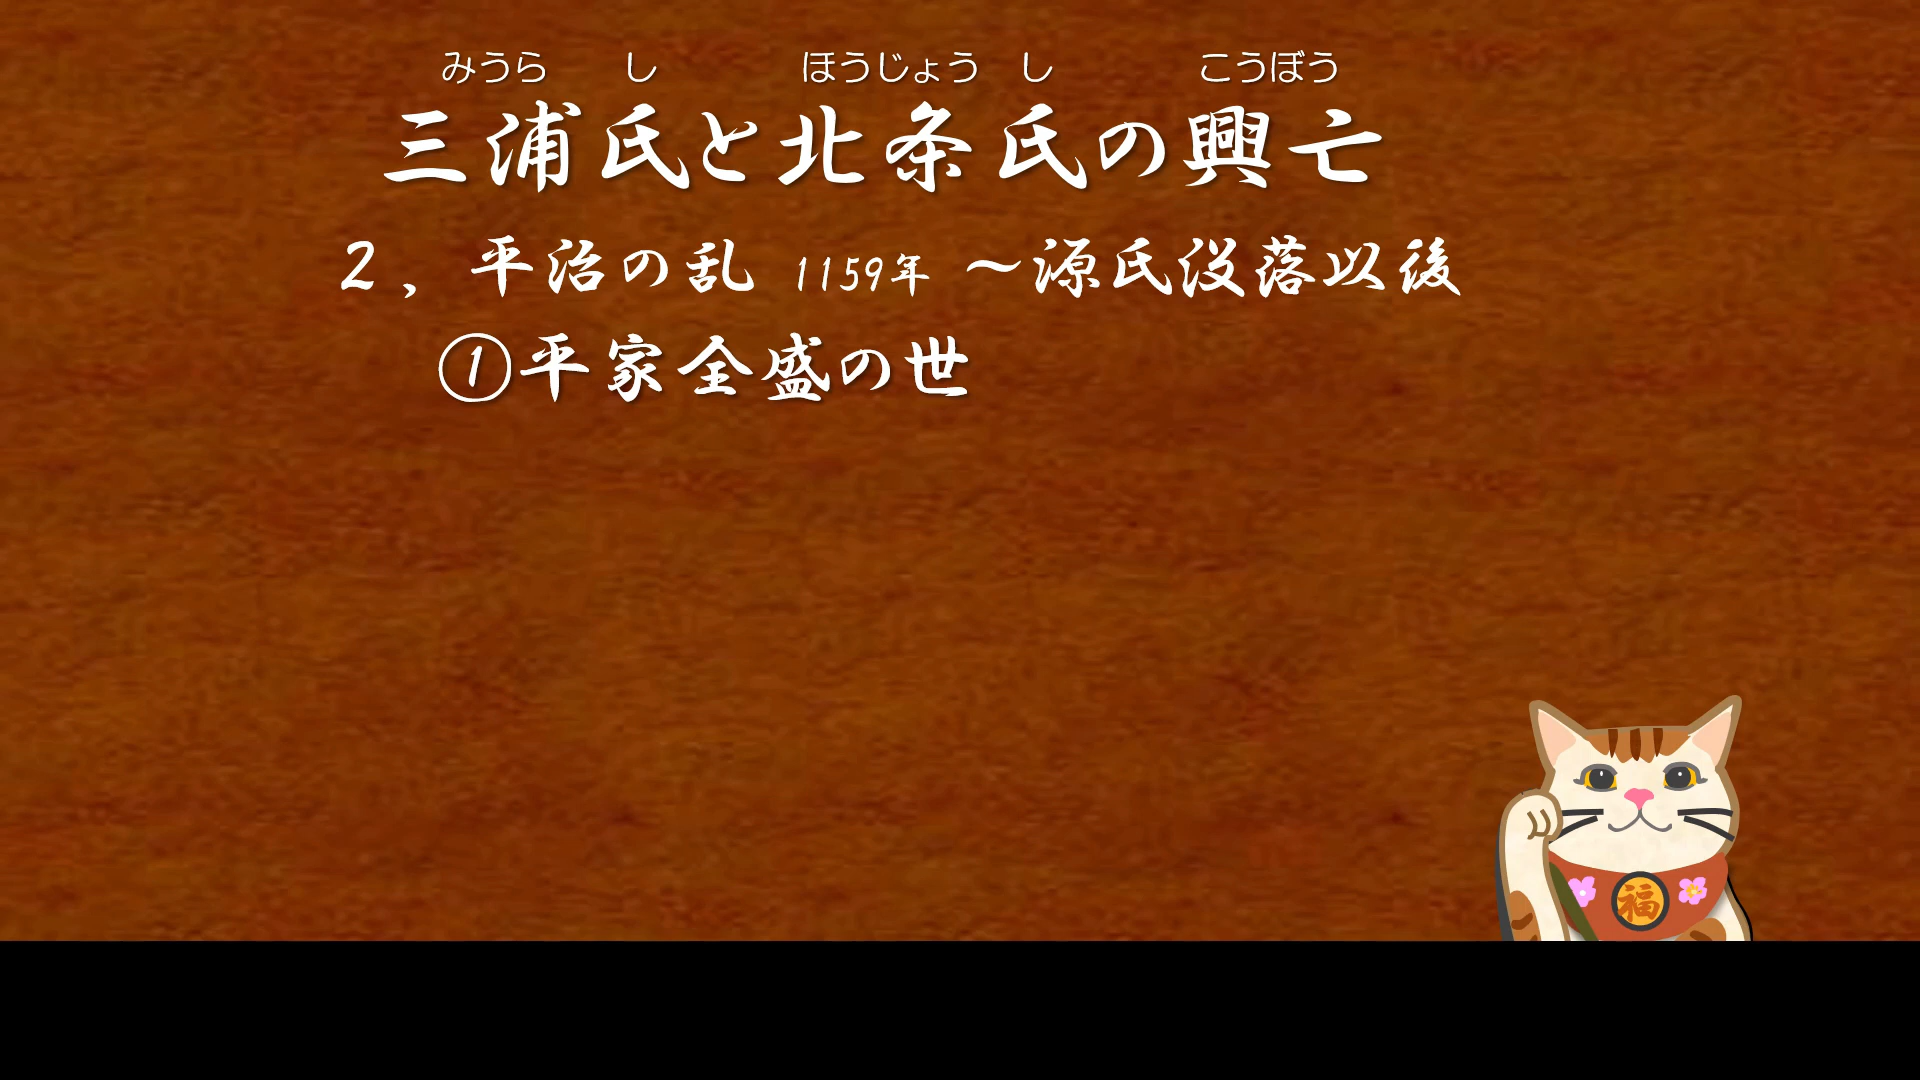 みうら し ほうじょう し こうぼう
三浦氏と北条氏の興亡
2，平治の乱 1159年 〜源氏没落以後
①平家全盛の世
福